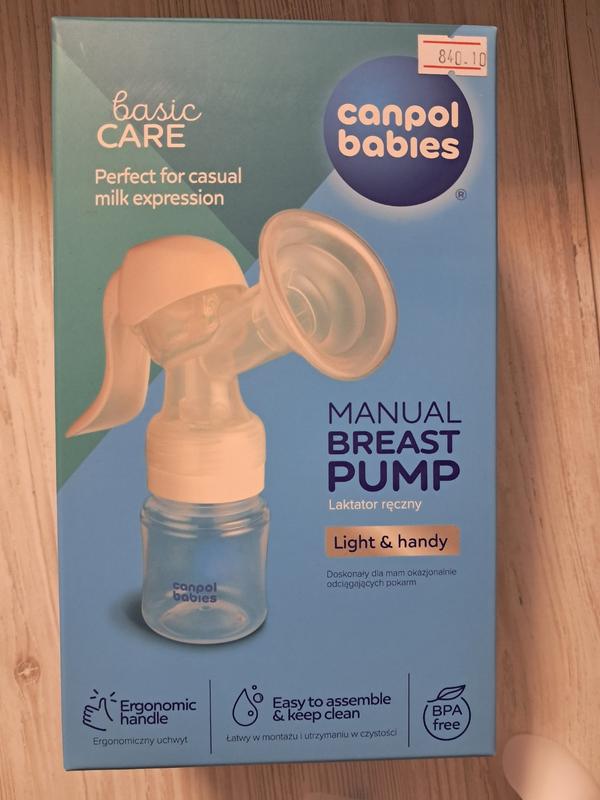 840.10
basic
CARE
Perfect for casual
milk expression
canpol
babies
®
MANUAL
BREAST
PUMP
Laktator ręczny
Light & handy
Doskonały dla mam okazjonalnie
odciągających pokarm
canpol
babies
Ergonomic
handle
Ergonomiczny uchwyt
Easy to assemble
& keep clean
Łatwy w montażu i utrzymaniu w czystości
BPA
free